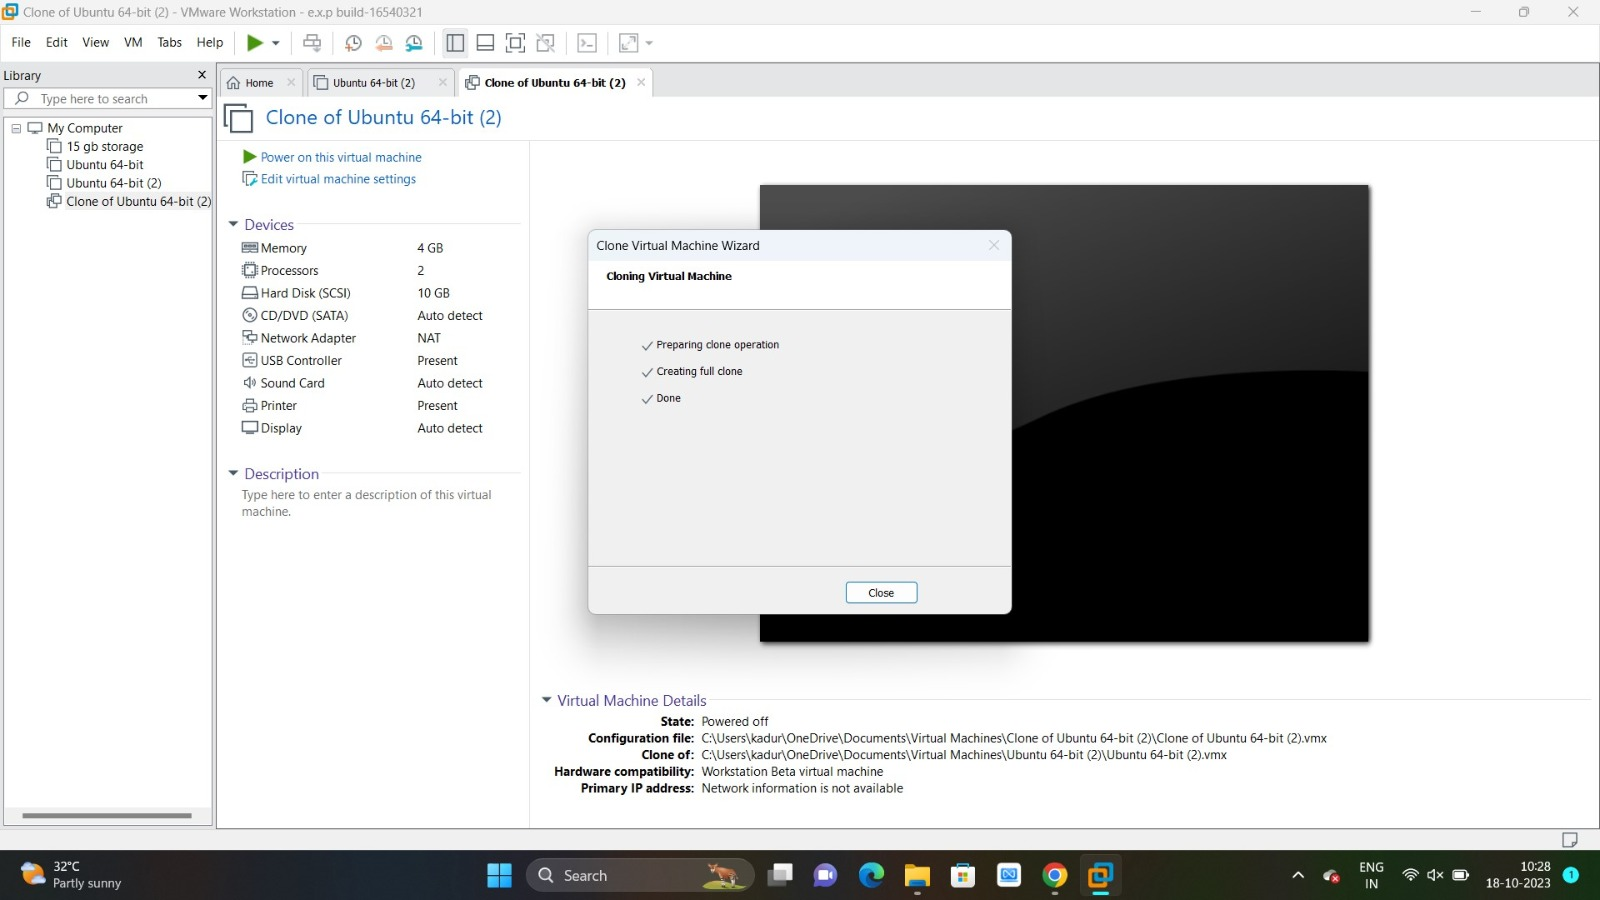 Clone of Ubuntu 64-bit (2) - VMware Workstation - e.x.p build-16540321
File Edit View VM Tabs Help
Library
Type here to search
My Computer
15 gb storage
Ubuntu 64-bit
Ubuntu 64-bit (2)
Clone of Ubuntu 64-bit (2)
Home
Ubuntu 64-bit (2)
Clone of Ubuntu 64-bit (2)
Clone of Ubuntu 64-bit (2)
Power on this virtual machine
Edit virtual machine settings
Devices
Memory 4 GB
Processors 2
Hard Disk (SCSI) 10 GB
CD/DVD (SATA) Auto detect
Network Adapter NAT
USB Controller Present
Sound Card Auto detect
Printer Present
Display Auto detect
Description
Type here to enter a description of this virtual
machine.
Clone Virtual Machine Wizard
Cloning Virtual Machine
Preparing clone operation
Creating full clone
Done
Close
Virtual Machine Details
State: Powered off
Configuration file: C:\Users\kadur\OneDrive\Documents\Virtual Machines\Clone of Ubuntu 64-bit (2)\Clone of Ubuntu 64-bit (2).vmx
Clone of: C:\Users\kadur\OneDrive\Documents\Virtual Machines\Ubuntu 64-bit (2)\Ubuntu 64-bit (2).vmx
Hardware compatibility: Workstation Beta virtual machine
Primary IP address: Network information is not available
32°C
Partly sunny
Search
ENG
IN
10:28
18-10-2023
1